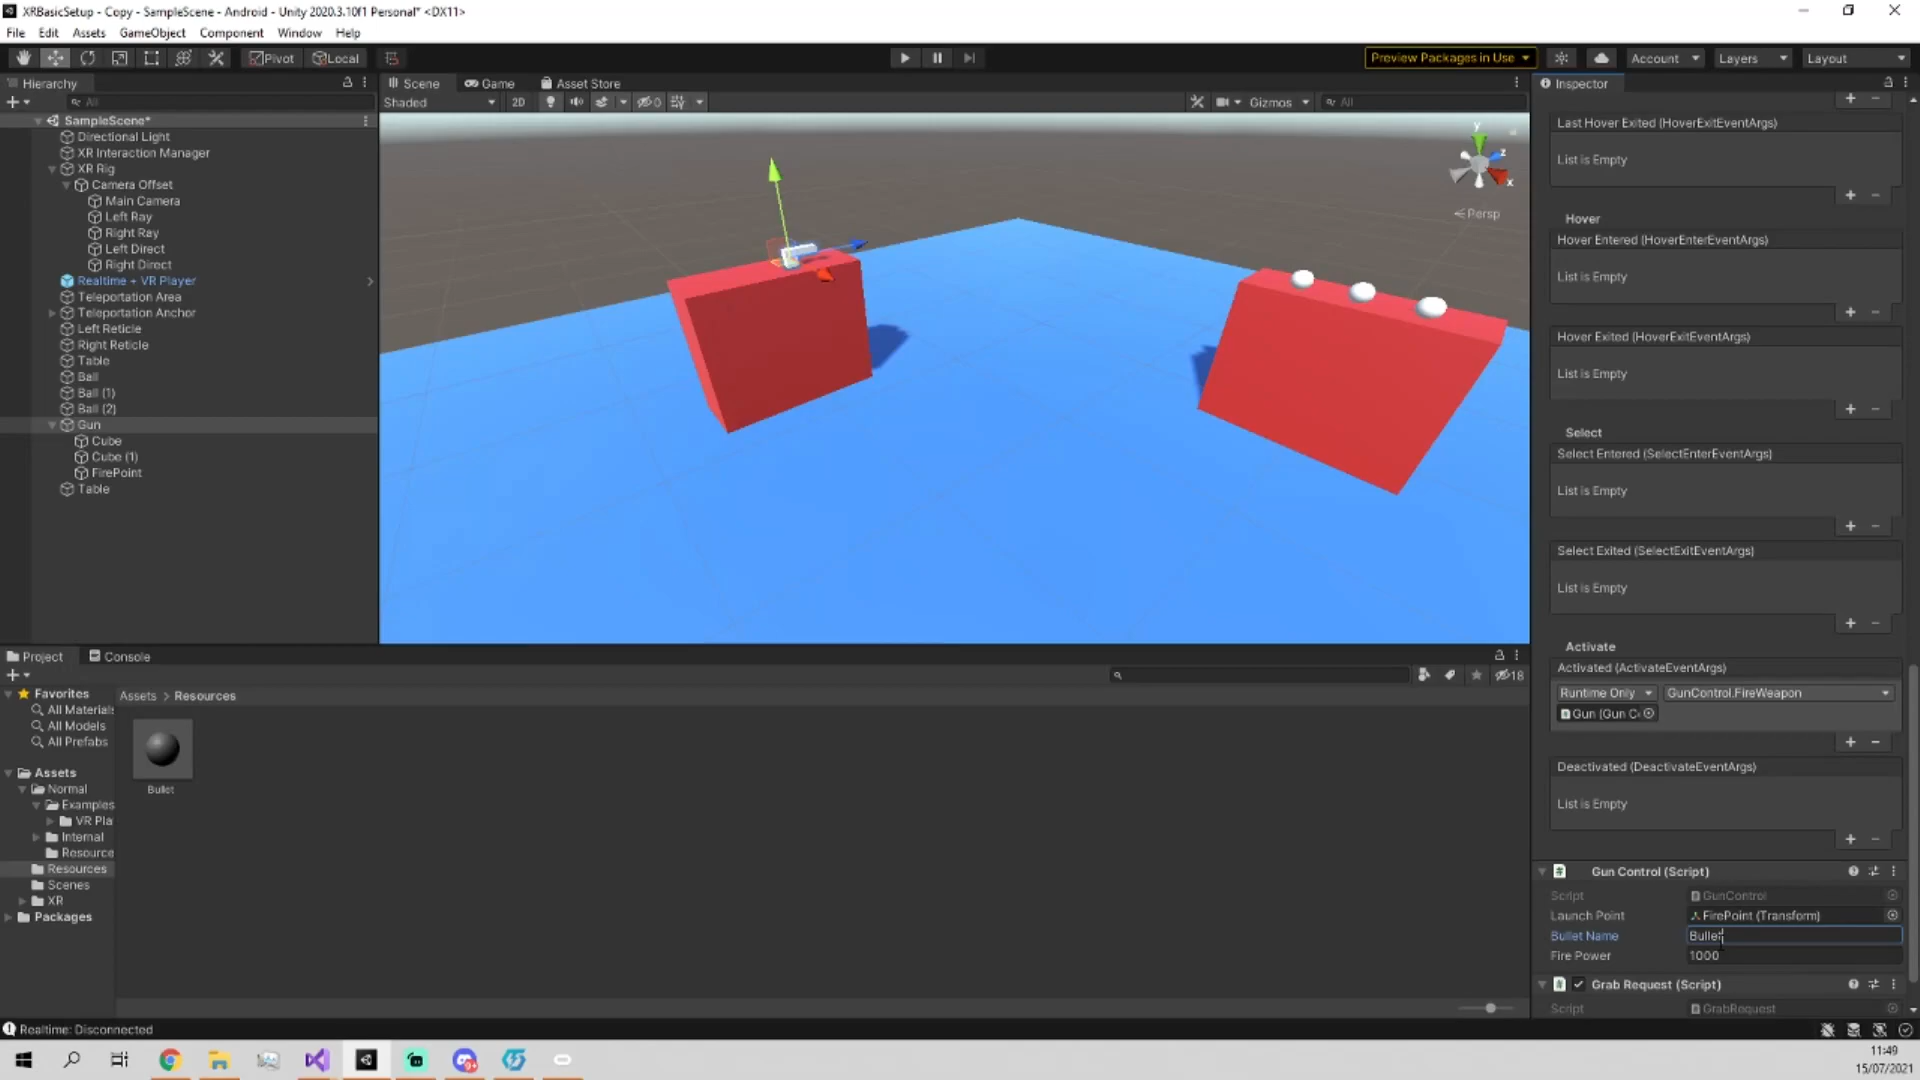 XRBasicSetup - Copy - SampleScene - Android - Unity 2020.3.10f1 Personal* <DX11>
File Edit Assets GameObject Component Window Help
Pivot Local Preview Packages in Use Account Layers Layout
Hierarchy
All
SampleScene*
Directional Light
XR Interaction Manager
XR Rig
Camera Offset
Main Camera
Left Ray
Right Ray
Left Direct
Right Direct
Realtime + VR Player
Teleportation Area
Teleportation Anchor
Left Reticle
Right Reticle
Table
Ball
Ball (1)
Ball (2)
Gun
Cube
Cube (1)
FirePoint
Table
Scene Game Asset Store
Shaded 2D 0 Gizmos All
y
z
x
Persp
Inspector
Last Hover Exited (HoverExitEventArgs)
List is Empty
Hover
Hover Entered (HoverEnterEventArgs)
List is Empty
Hover Exited (HoverExitEventArgs)
List is Empty
Select
Select Entered (SelectEnterEventArgs)
List is Empty
Select Exited (SelectExitEventArgs)
List is Empty
Activate
Activated (ActivateEventArgs)
Runtime Only GunControl.FireWeapon
Gun (Gun C
Deactivated (DeactivateEventArgs)
List is Empty
Gun Control (Script)
Script GunControl
Launch Point FirePoint (Transform)
Bullet Name Bullet
Fire Power 1000
Grab Request (Script)
Script GrabRequest
Project Console
18
Favorites
All Materials
All Models
All Prefabs
Assets
Normal
Examples
VR Pla
Internal
Resource
Resources
Scenes
XR
Packages
Assets > Resources
Bullet
Realtime: Disconnected
9+
11:49
15/07/2021